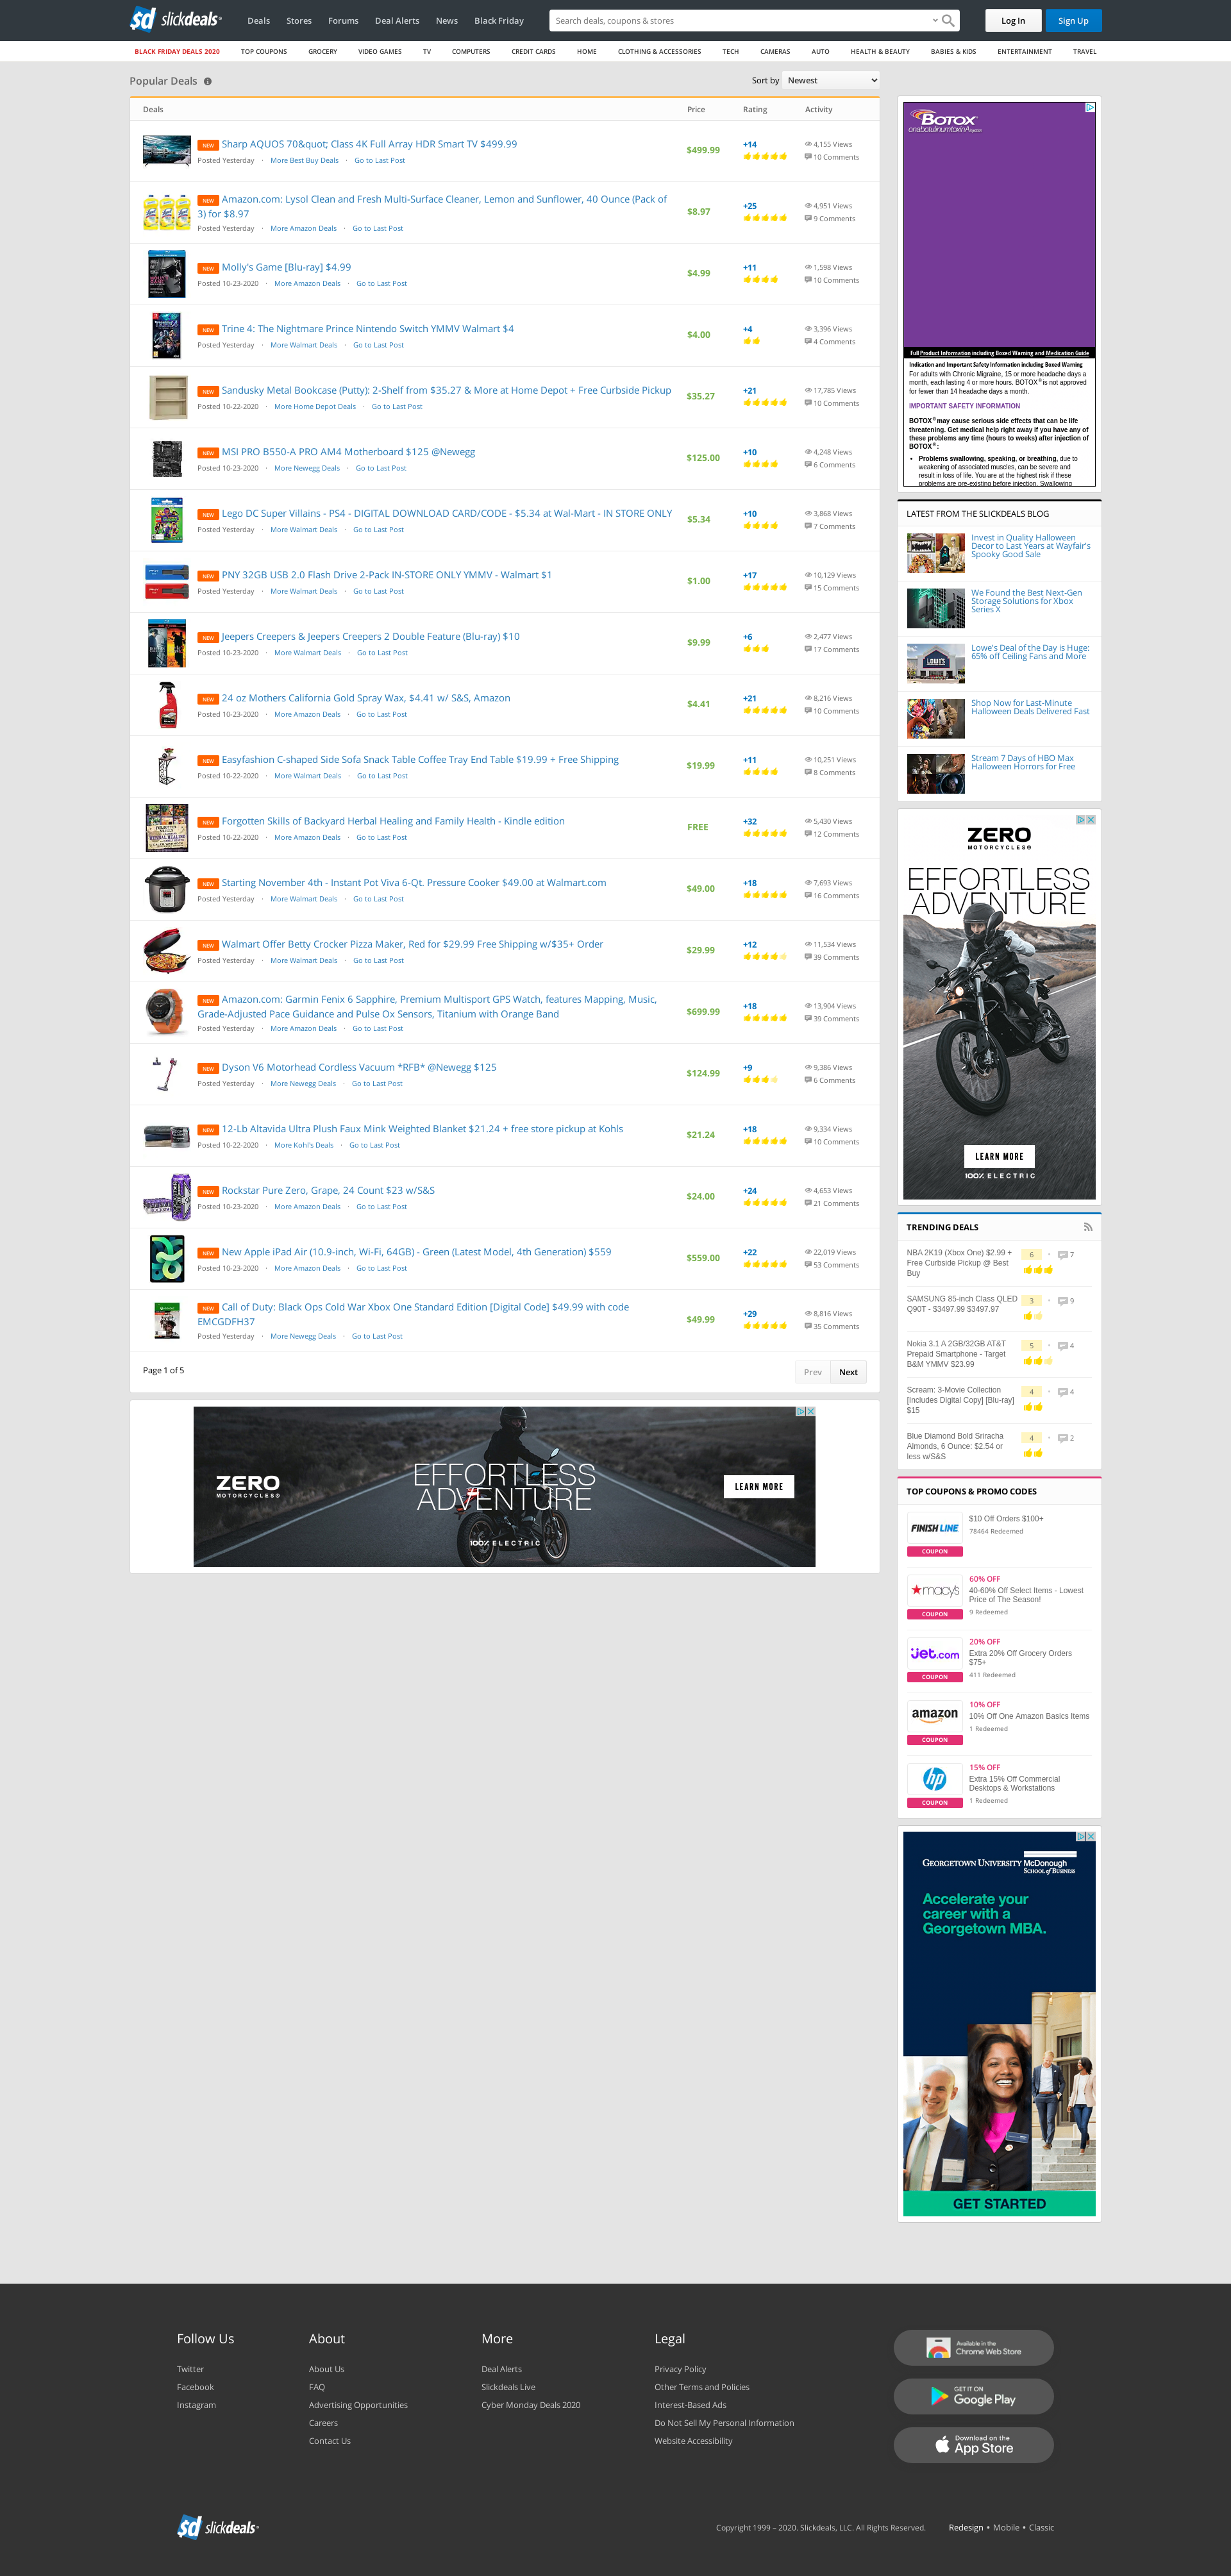 slickdeals
Deals
Stores
Forums
Deal Alerts
News
Black Friday
Search deals, coupons & stores
Log In
Sign Up
BLACK FRIDAY DEALS 2020
TOP COUPONS
GROCERY
VIDEO GAMES
TV
COMPUTERS
CREDIT CARDS
HOME
CLOTHING & ACCESSORIES
TECH
CAMERAS
AUTO
HEALTH & BEAUTY
BABIES & KIDS
ENTERTAINMENT
TRAVEL
Popular Deals
Sort by Newest
Deals Price Rating Activity
NEW Sharp AQUOS 70&quot; Class 4K Full Array HDR Smart TV $499.99
Posted Yesterday · More Best Buy Deals · Go to Last Post
$499.99 +14 4,155 Views
10 Comments
NEW Amazon.com: Lysol Clean and Fresh Multi-Surface Cleaner, Lemon and Sunflower, 40 Ounce (Pack of
3) for $8.97
Posted Yesterday · More Amazon Deals · Go to Last Post
$8.97 +25 4,951 Views
9 Comments
NEW Molly's Game [Blu-ray] $4.99
Posted 10-23-2020 · More Amazon Deals · Go to Last Post
$4.99 +11 1,598 Views
10 Comments
NEW Trine 4: The Nightmare Prince Nintendo Switch YMMV Walmart $4
Posted Yesterday · More Walmart Deals · Go to Last Post
$4.00 +4 3,396 Views
4 Comments
NEW Sandusky Metal Bookcase (Putty): 2-Shelf from $35.27 & More at Home Depot + Free Curbside Pickup
Posted 10-22-2020 · More Home Depot Deals · Go to Last Post
$35.27 +21 17,785 Views
10 Comments
NEW MSI PRO B550-A PRO AM4 Motherboard $125 @Newegg
Posted 10-23-2020 · More Newegg Deals · Go to Last Post
$125.00 +10 4,248 Views
6 Comments
NEW Lego DC Super Villains - PS4 - DIGITAL DOWNLOAD CARD/CODE - $5.34 at Wal-Mart - IN STORE ONLY
Posted Yesterday · More Walmart Deals · Go to Last Post
$5.34 +10 3,868 Views
7 Comments
NEW PNY 32GB USB 2.0 Flash Drive 2-Pack IN-STORE ONLY YMMV - Walmart $1
Posted Yesterday · More Walmart Deals · Go to Last Post
$1.00 +17 10,129 Views
15 Comments
NEW Jeepers Creepers & Jeepers Creepers 2 Double Feature (Blu-ray) $10
Posted 10-23-2020 · More Walmart Deals · Go to Last Post
$9.99 +6 2,477 Views
17 Comments
NEW 24 oz Mothers California Gold Spray Wax, $4.41 w/ S&S, Amazon
Posted 10-23-2020 · More Amazon Deals · Go to Last Post
$4.41 +21 8,216 Views
10 Comments
NEW Easyfashion C-shaped Side Sofa Snack Table Coffee Tray End Table $19.99 + Free Shipping
Posted 10-22-2020 · More Walmart Deals · Go to Last Post
$19.99 +11 10,251 Views
8 Comments
NEW Forgotten Skills of Backyard Herbal Healing and Family Health - Kindle edition
Posted 10-22-2020 · More Amazon Deals · Go to Last Post
FREE +32 5,430 Views
12 Comments
NEW Starting November 4th - Instant Pot Viva 6-Qt. Pressure Cooker $49.00 at Walmart.com
Posted Yesterday · More Walmart Deals · Go to Last Post
$49.00 +18 7,693 Views
16 Comments
NEW Walmart Offer Betty Crocker Pizza Maker, Red for $29.99 Free Shipping w/$35+ Order
Posted Yesterday · More Walmart Deals · Go to Last Post
$29.99 +12 11,534 Views
39 Comments
NEW Amazon.com: Garmin Fenix 6 Sapphire, Premium Multisport GPS Watch, features Mapping, Music,
Grade-Adjusted Pace Guidance and Pulse Ox Sensors, Titanium with Orange Band
Posted Yesterday · More Amazon Deals · Go to Last Post
$699.99 +18 13,904 Views
39 Comments
NEW Dyson V6 Motorhead Cordless Vacuum *RFB* @Newegg $125
Posted Yesterday · More Newegg Deals · Go to Last Post
$124.99 +9 9,386 Views
6 Comments
NEW 12-Lb Altavida Ultra Plush Faux Mink Weighted Blanket $21.24 + free store pickup at Kohls
Posted 10-22-2020 · More Kohl's Deals · Go to Last Post
$21.24 +18 9,334 Views
10 Comments
NEW Rockstar Pure Zero, Grape, 24 Count $23 w/S&S
Posted 10-23-2020 · More Amazon Deals · Go to Last Post
$24.00 +24 4,653 Views
21 Comments
NEW New Apple iPad Air (10.9-inch, Wi-Fi, 64GB) - Green (Latest Model, 4th Generation) $559
Posted 10-23-2020 · More Amazon Deals · Go to Last Post
$559.00 +22 22,019 Views
53 Comments
NEW Call of Duty: Black Ops Cold War Xbox One Standard Edition [Digital Code] $49.99 with code
EMCGDFH37
Posted Yesterday · More Newegg Deals · Go to Last Post
$49.99 +29 8,816 Views
35 Comments
Page 1 of 5
Prev
Next
ZERO
MOTORCYCLES
EFFORTLESS
ADVENTURE
100% ELECTRIC
LEARN MORE
BOTOX
onabotulinumtoxinA
Full Product Information including Boxed Warning and Medication Guide
Indication and Important Safety Information including Boxed Warning
For adults with Chronic Migraine, 15 or more headache days a
month, each lasting 4 or more hours. BOTOX® is not approved
for fewer than 14 headache days a month.
IMPORTANT SAFETY INFORMATION
BOTOX® may cause serious side effects that can be life
threatening. Get medical help right away if you have any of
these problems any time (hours to weeks) after injection of
BOTOX®:
• Problems swallowing, speaking, or breathing, due to
weakening of associated muscles, can be severe and
result in loss of life. You are at the highest risk if these
problems are pre-existing before injection. Swallowing
LATEST FROM THE SLICKDEALS BLOG
Invest in Quality Halloween
Decor to Last Years at Wayfair's
Spooky Good Sale
We Found the Best Next-Gen
Storage Solutions for Xbox
Series X
Lowe's Deal of the Day is Huge:
65% off Ceiling Fans and More
Shop Now for Last-Minute
Halloween Deals Delivered Fast
Stream 7 Days of HBO Max
Halloween Horrors for Free
ZERO
MOTORCYCLES
EFFORTLESS
ADVENTURE
LEARN MORE
100% ELECTRIC
TRENDING DEALS
NBA 2K19 (Xbox One) $2.99 +
Free Curbside Pickup @ Best
Buy
6 · 7
SAMSUNG 85-inch Class QLED
Q90T - $3497.99 $3497.97
3 · 9
Nokia 3.1 A 2GB/32GB AT&T
Prepaid Smartphone - Target
B&M YMMV $23.99
5 · 4
Scream: 3-Movie Collection
[Includes Digital Copy] [Blu-ray]
$15
4 · 4
Blue Diamond Bold Sriracha
Almonds, 6 Ounce: $2.54 or
less w/S&S
4 · 2
TOP COUPONS & PROMO CODES
FINISH LINE
COUPON
$10 Off Orders $100+
78464 Redeemed
macy's
COUPON
60% OFF
40-60% Off Select Items - Lowest
Price of The Season!
9 Redeemed
jet.com
COUPON
20% OFF
Extra 20% Off Grocery Orders
$75+
411 Redeemed
amazon
COUPON
10% OFF
10% Off One Amazon Basics Items
1 Redeemed
hp
COUPON
15% OFF
Extra 15% Off Commercial
Desktops & Workstations
1 Redeemed
GEORGETOWN UNIVERSITY McDonough
SCHOOL of BUSINESS
Accelerate your
career with a
Georgetown MBA.
GET STARTED
Follow Us
Twitter
Facebook
Instagram
About
About Us
FAQ
Advertising Opportunities
Careers
Contact Us
More
Deal Alerts
Slickdeals Live
Cyber Monday Deals 2020
Legal
Privacy Policy
Other Terms and Policies
Interest-Based Ads
Do Not Sell My Personal Information
Website Accessibility
Available in the
Chrome Web Store
GET IT ON
Google Play
Download on the
App Store
slickdeals
Copyright 1999 – 2020. Slickdeals, LLC. All Rights Reserved.
Redesign • Mobile • Classic